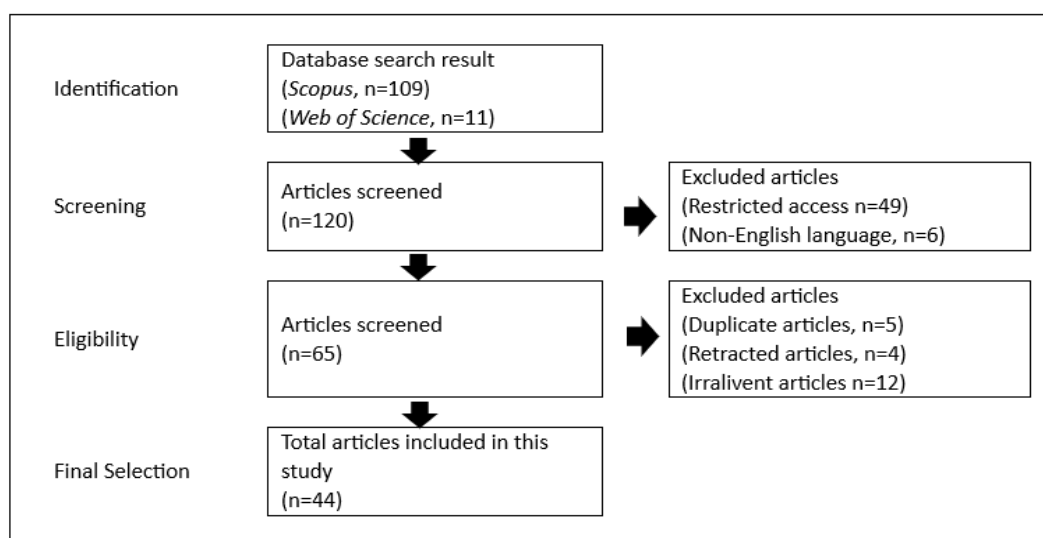 Identification
Database search result
(Scopus, n=109)
(Web of Science, n=11)
Screening
Articles screened
(n=120)
Excluded articles
(Restricted access n=49)
(Non-English language, n=6)
Eligibility
Articles screened
(n=65)
Excluded articles
(Duplicate articles, n=5)
(Retracted articles, n=4)
(Irralivent articles n=12)
Final Selection
Total articles included in this
study
(n=44)